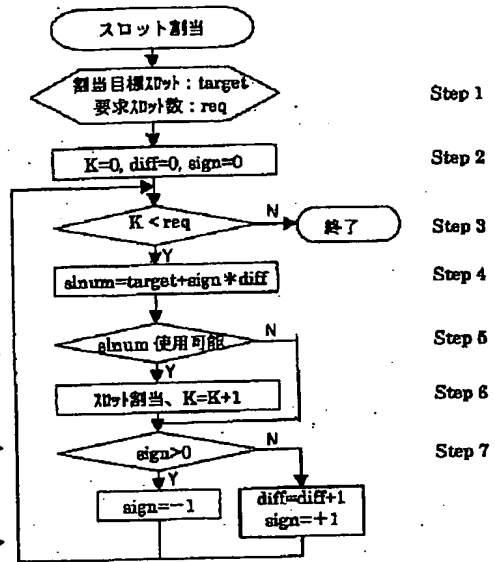 スロット割当
割当目標スロット：target
要求スロット数：req
Step 1
K=0, diff=0, sign=0
Step 2
K < req
N
終了
Step 3
Y
slnum=target+sign*diff
Step 4
slnum 使用可能
N
Step 5
Y
スロット割当、K=K+1
Step 6
sign>0
N
Step 7
Y
sign=−1
diff=diff+1
sign=+1